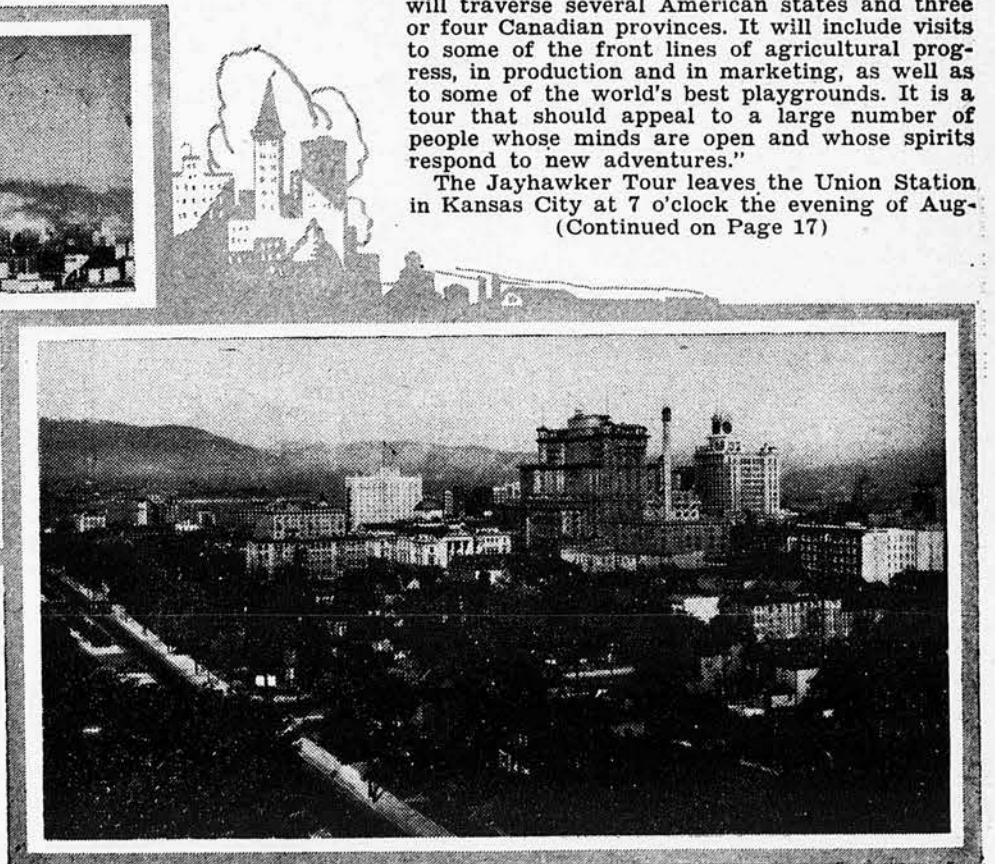 will traverse several American states and three
or four Canadian provinces. It will include visits
to some of the front lines of agricultural prog-
ress, in production and in marketing, as well as
to some of the world's best playgrounds. It is a
tour that should appeal to a large number of
people whose minds are open and whose spirits
respond to new adventures."
The Jayhawker Tour leaves the Union Station
in Kansas City at 7 o'clock the evening of Aug-
(Continued on Page 17)